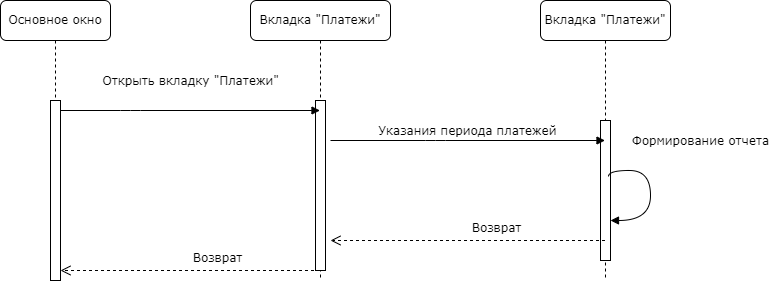 Основное окно
Вкладка "Платежи"
Вкладка "Платежи"
Открыть вкладку "Платежи"
Указания периода платежей
Формирование отчета
Возврат
Возврат